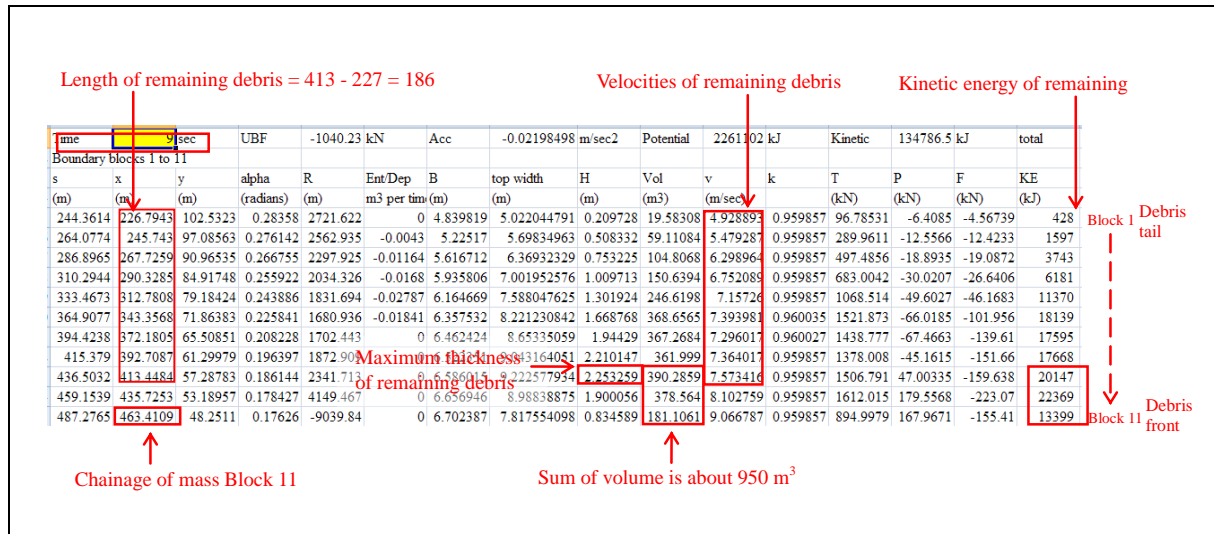 Length of remaining debris = 413 - 227 = 186
Velocities of remaining debris
Kinetic energy of remaining
Time 9 sec UBF -1040.23 kN Acc -0.02198498 m/sec2 Potential 2261102 kJ Kinetic 134786.5 kJ total
Boundary blocks 1 to 11
s x y alpha R Ent/Dep B top width H Vol v k T P F KE
(m) (m) (m) (radians) (m) m3 per time (m) (m) (m) (m3) (m/sec) (kN) (kN) (kN) (kJ)
244.3614 226.7943 102.5323 0.28358 2721.622 0 4.839819 5.022044791 0.209728 19.58308 4.928893 0.959857 96.78531 -6.4085 -4.56739 428 Block 1 Debris tail
264.0774 245.743 97.08563 0.276142 2562.935 -0.0043 5.22517 5.69834963 0.508332 59.11084 5.479287 0.959857 289.9611 -12.5566 -12.4233 1597
286.8965 267.7259 90.96535 0.266755 2297.925 -0.01164 5.616712 6.36932329 0.753225 104.8068 6.298964 0.959857 497.4856 -18.8935 -19.0872 3743
310.2944 290.3285 84.91748 0.255922 2034.326 -0.0168 5.935806 7.001952576 1.009713 150.6394 6.752089 0.959857 683.0042 -30.0207 -26.6406 6181
333.4673 312.7808 79.18424 0.243886 1831.694 -0.02787 6.164669 7.588047625 1.301924 246.6198 7.15726 0.959857 1068.514 -49.6027 -46.1683 11370
364.9077 343.3568 71.86383 0.225841 1680.936 -0.01841 6.357532 8.221230842 1.668768 368.6565 7.393981 0.960035 1521.873 -66.0185 -101.956 18139
394.4238 372.1805 65.50851 0.208228 1702.443 0 6.462424 8.65335059 1.94429 367.2684 7.296017 0.960027 1438.777 -67.4663 -139.61 17595
415.379 392.7087 61.29979 0.196397 0 2.210147 361.999 7.364017 0.959857 1378.008 -45.1615 -151.66 17668
Maximum thickness
of remaining debris
436.5032 413.4484 57.28783 0.186144 2341.713 0 9.222577934 2.253259 390.2859 7.573416 0.959857 1506.791 47.00335 -159.638 20147
459.1539 435.7253 53.18957 0.178427 4149.467 0 6.656946 8.98838875 1.900056 378.564 8.102759 0.959857 1612.015 179.5568 -223.07 22369
487.2765 463.4109 48.2511 0.17626 -9039.84 0 6.702387 7.817554098 0.834589 181.1061 9.066787 0.959857 894.9979 167.9671 -155.41 13399 Block 11 Debris front
Chainage of mass Block 11
Sum of volume is about 950 m³